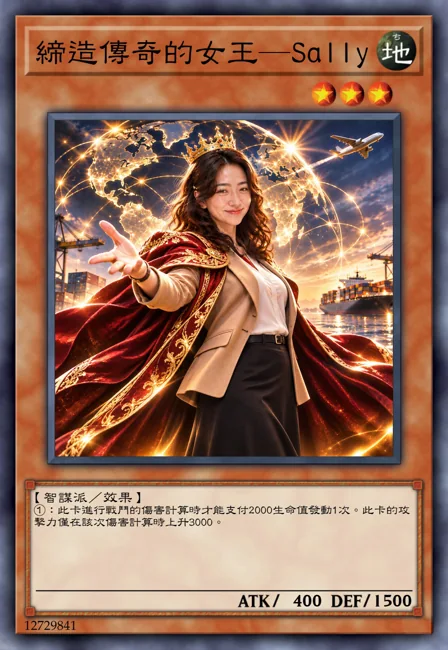 締造傳奇的女王—Sally
地
【智謀派／效果】
①：此卡進行戰鬥的傷害計算時才能支付2000生命值發動1次。此卡的攻
擊力僅在該次傷害計算時上升3000。
ATK/ 400 DEF/1500
12729841